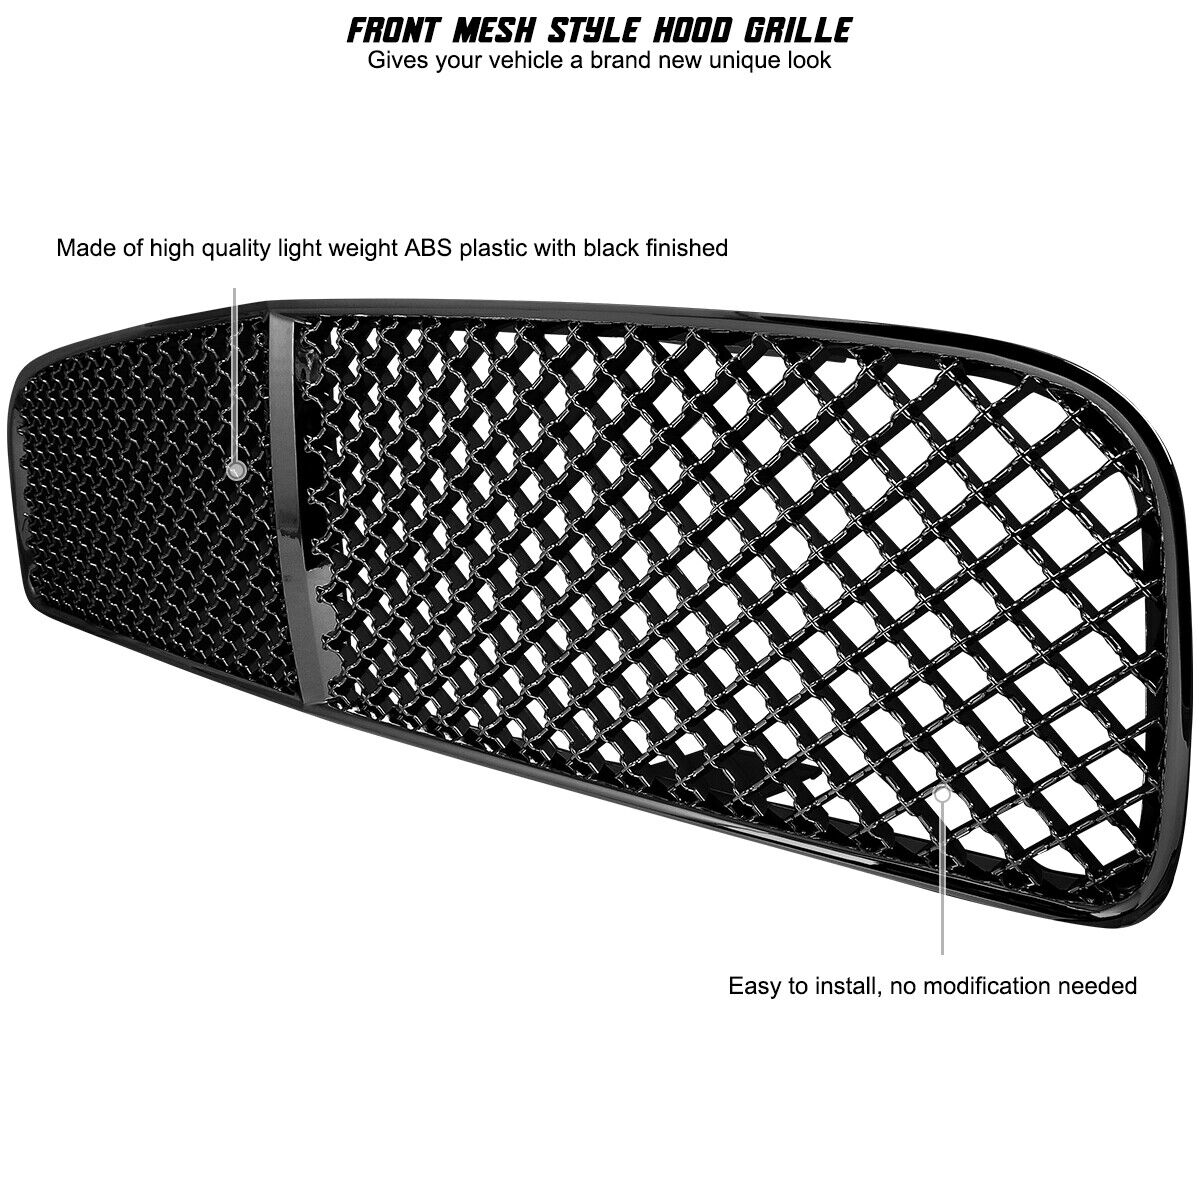 FRONT MESH STYLE HOOD GRILLE
Gives your vehicle a brand new unique look
Made of high quality light weight ABS plastic with black finished
Easy to install, no modification needed